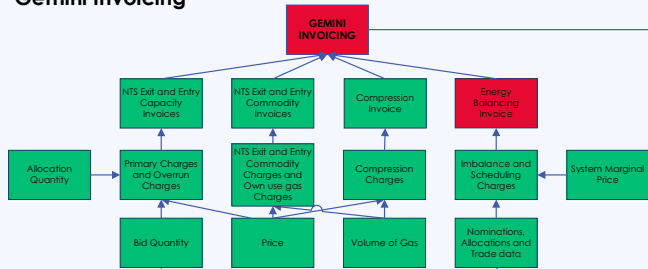 Gemini Invoicing
GEMINI
INVOICING
NTS Exit and Entry
Capacity
Invoices
NTS Exit and Entry
Commodity
Invoices
Compression
Invoice
Energy
Balancing
Invoice
Allocation
Quantity
Primary Charges
and Overrun
Charges
NTS Exit and Entry
Commodity
Charges and
Own use gas
Charges
Compression
Charges
Imbalance and
Scheduling
Charges
System Marginal
Price
Bid Quantity
Price
Volume of Gas
Nominations,
Allocations and
Trade data